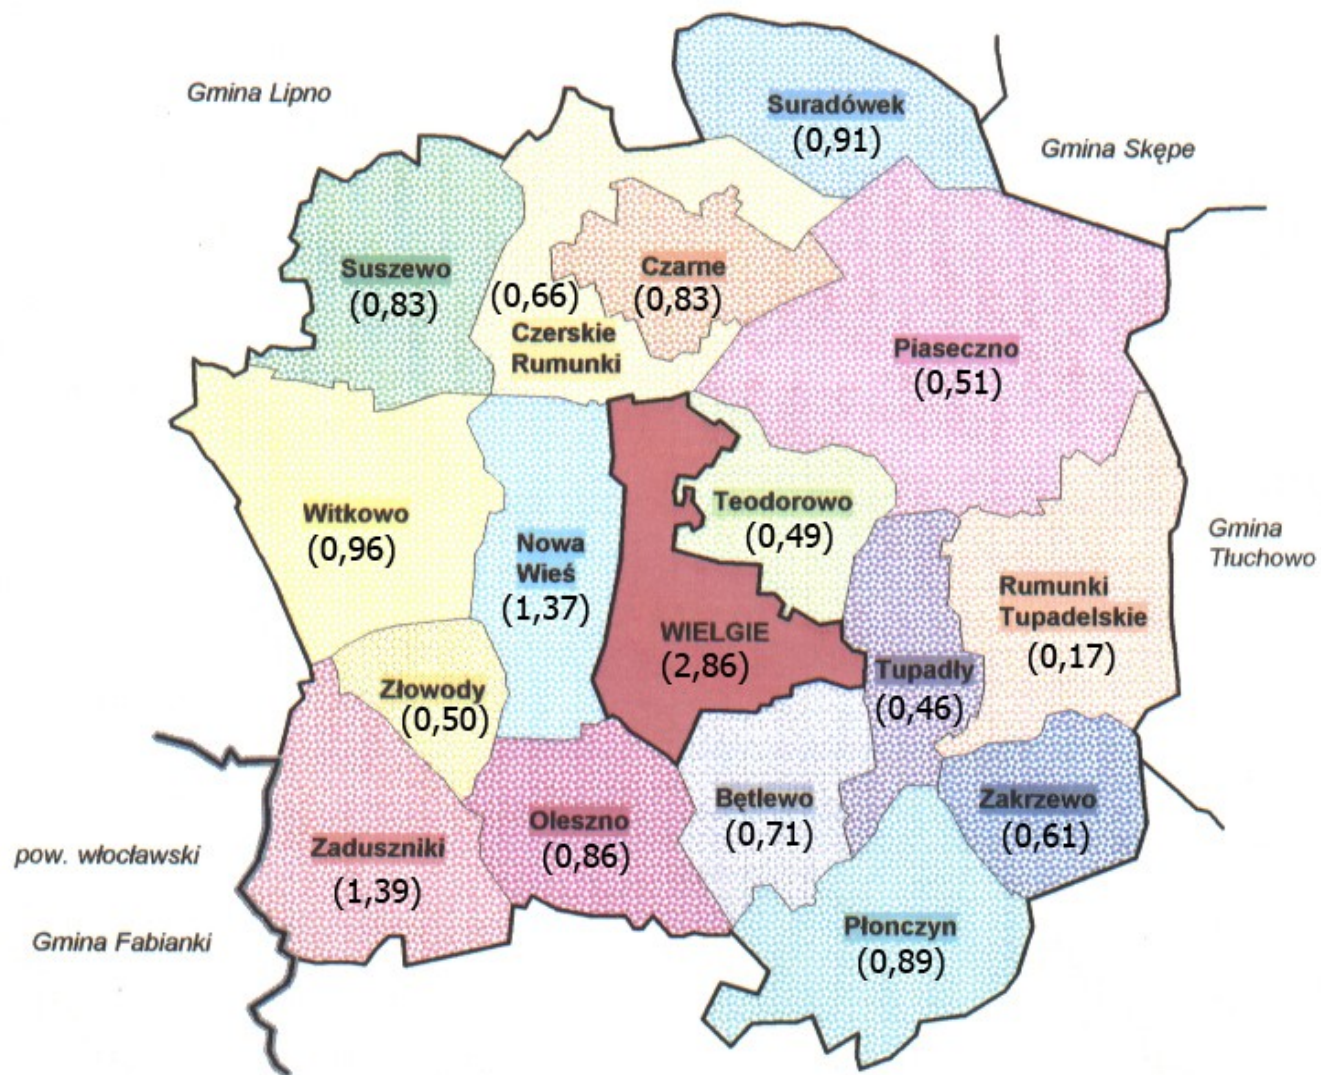 Gmina Lipno
Suradówek
(0,91)
Gmina Skępe
Suszewo
(0,83)
Czarne
(0,83)
(0,66)
Czerskie
Rumunki
Piaseczno
(0,51)
Witkowo
(0,96)
Nowa
Wieś
(1,37)
Teodorowo
(0,49)
Gmina
Tłuchowo
Rumunki
Tupadelskie
(0,17)
WIELGIE
(2,86)
Tupadły
(0,46)
Złowody
(0,50)
Zaduszniki
(1,39)
Oleszno
(0,86)
Bętlewo
(0,71)
Zakrzewo
(0,61)
pow. włocławski
Gmina Fabianki
Płonczyn
(0,89)